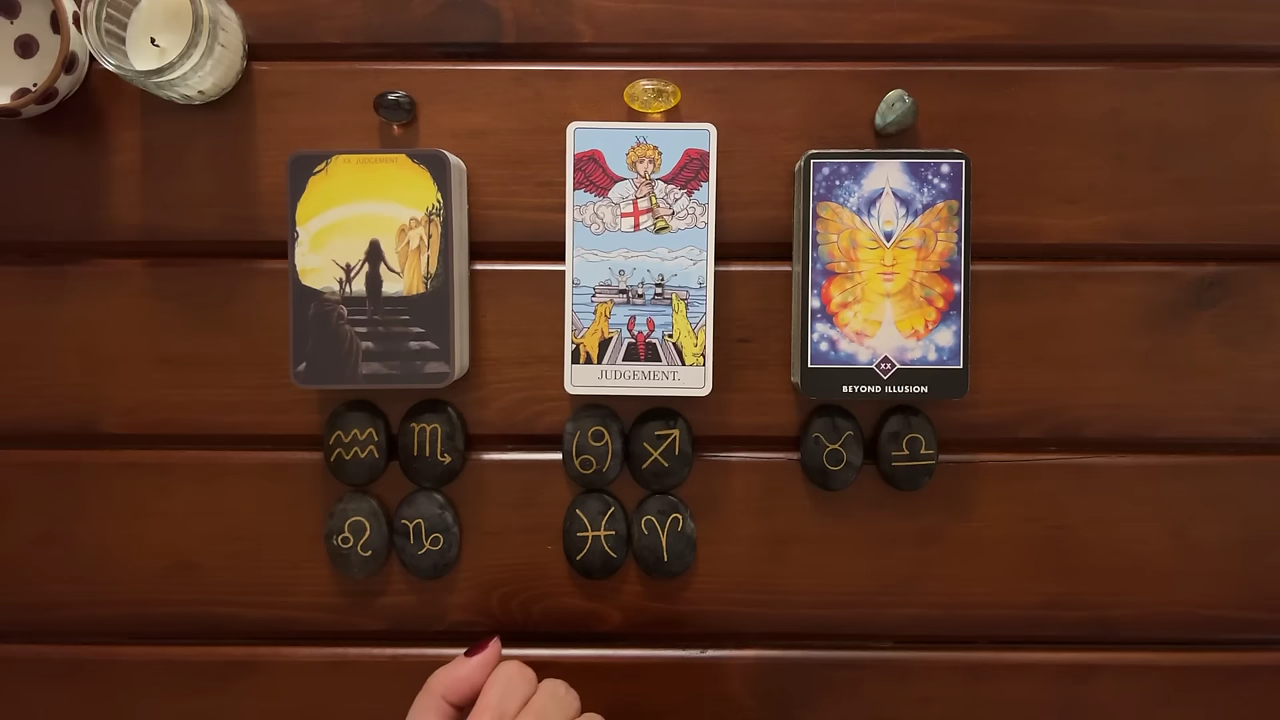 XX JUDGEMENT
XX
JUDGEMENT.
XX
BEYOND ILLUSION